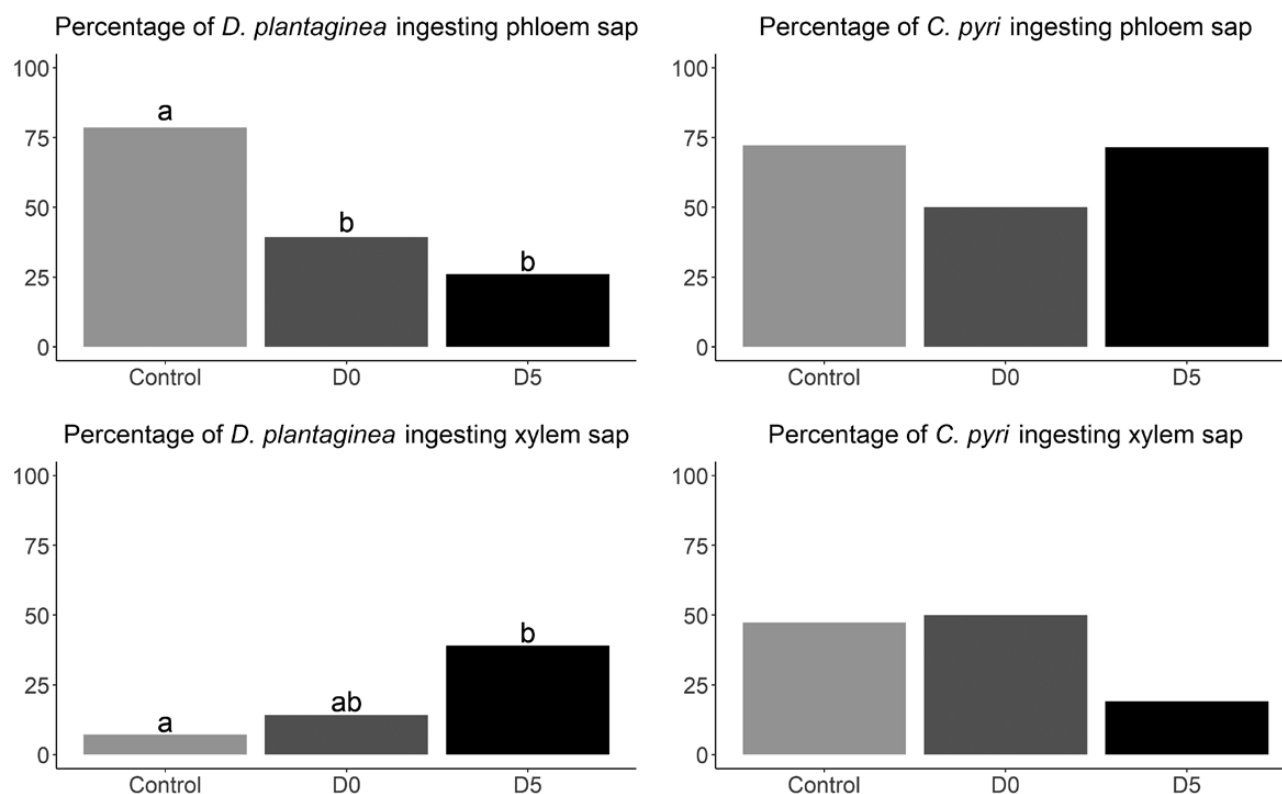 Percentage of D. plantaginea ingesting phloem sap
100
75
50
25
0
a
b
b
Control D0 D5
Percentage of C. pyri ingesting phloem sap
100
75
50
25
0
Control D0 D5
Percentage of D. plantaginea ingesting xylem sap
100
75
50
25
0
a
ab
b
Control D0 D5
Percentage of C. pyri ingesting xylem sap
100
75
50
25
0
Control D0 D5